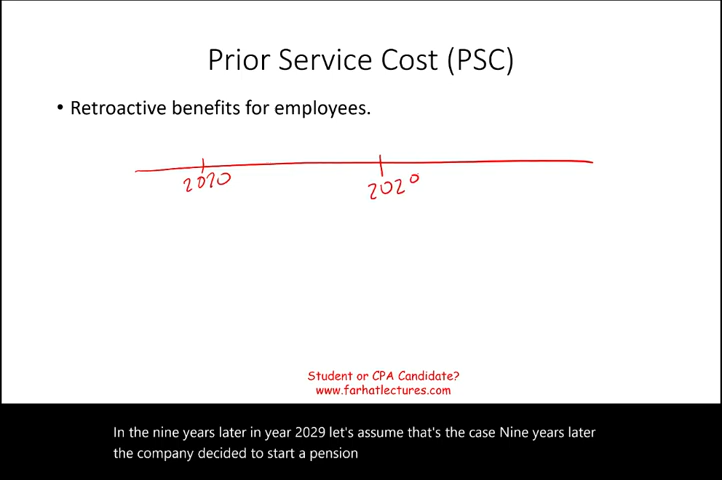 Prior Service Cost (PSC)
• Retroactive benefits for employees.
2020 2020
Student or CPA Candidate?
www.farhatlectures.com
In the nine years later in year 2029 let's assume that's the case Nine years later
the company decided to start a pension